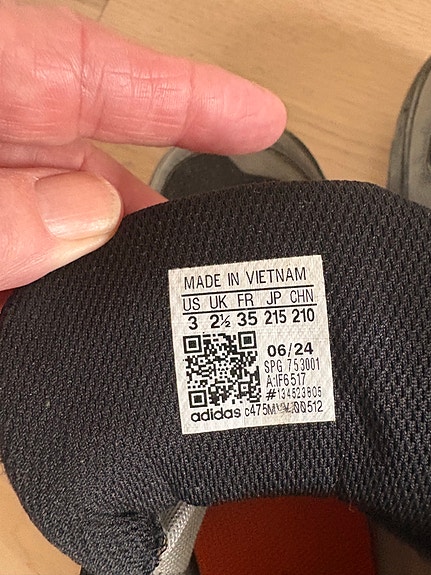 MADE IN VIETNAM
US UK FR JP CHN
3 2½ 35 215 210
06/24
SPG 753001
A:IF6517
#134523805
adidas